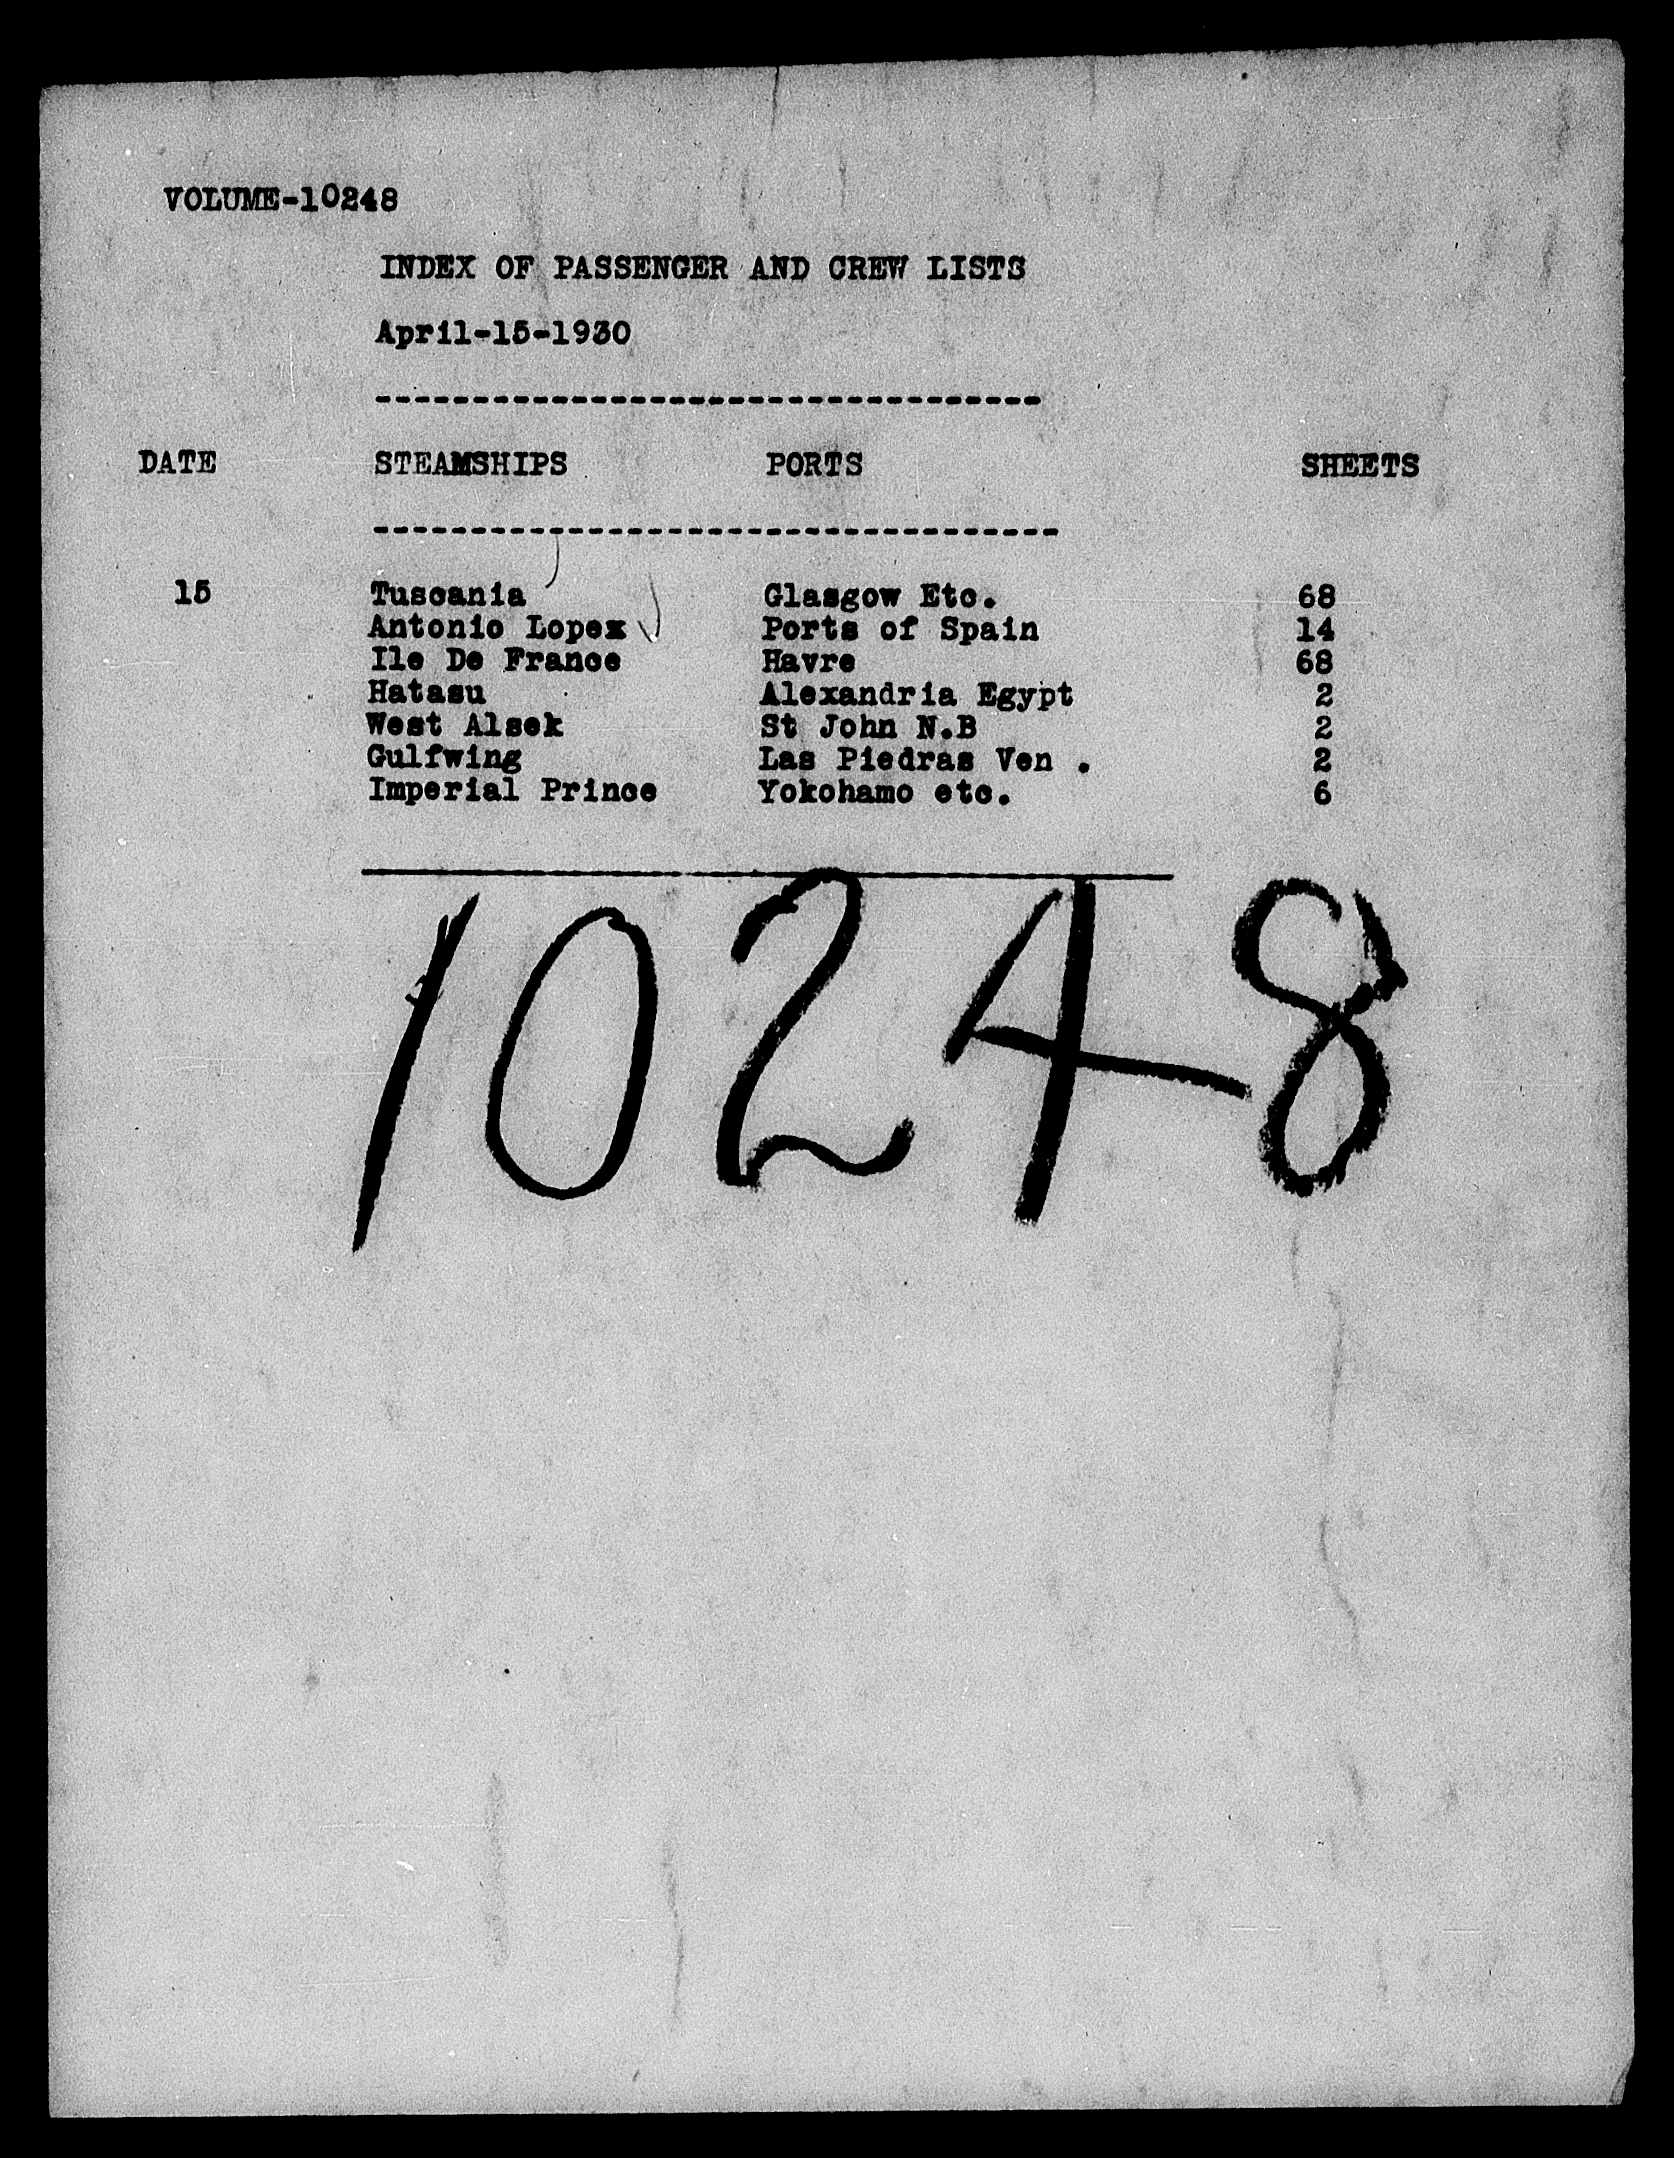 VOLUME-10248
INDEX OF PASSENGER AND CREW LISTS
April-15-1930
DATE STEAMSHIPS PORTS SHEETS
15 Tuscania Glasgow Etc. 68
Antonio Lopex Ports of Spain 14
Ile De France Havre 68
Hatasu Alexandria Egypt 2
West Alsek St John N.B 2
Gulfwing Las Piedras Ven . 2
Imperial Prince Yokohamo etc. 6
10248